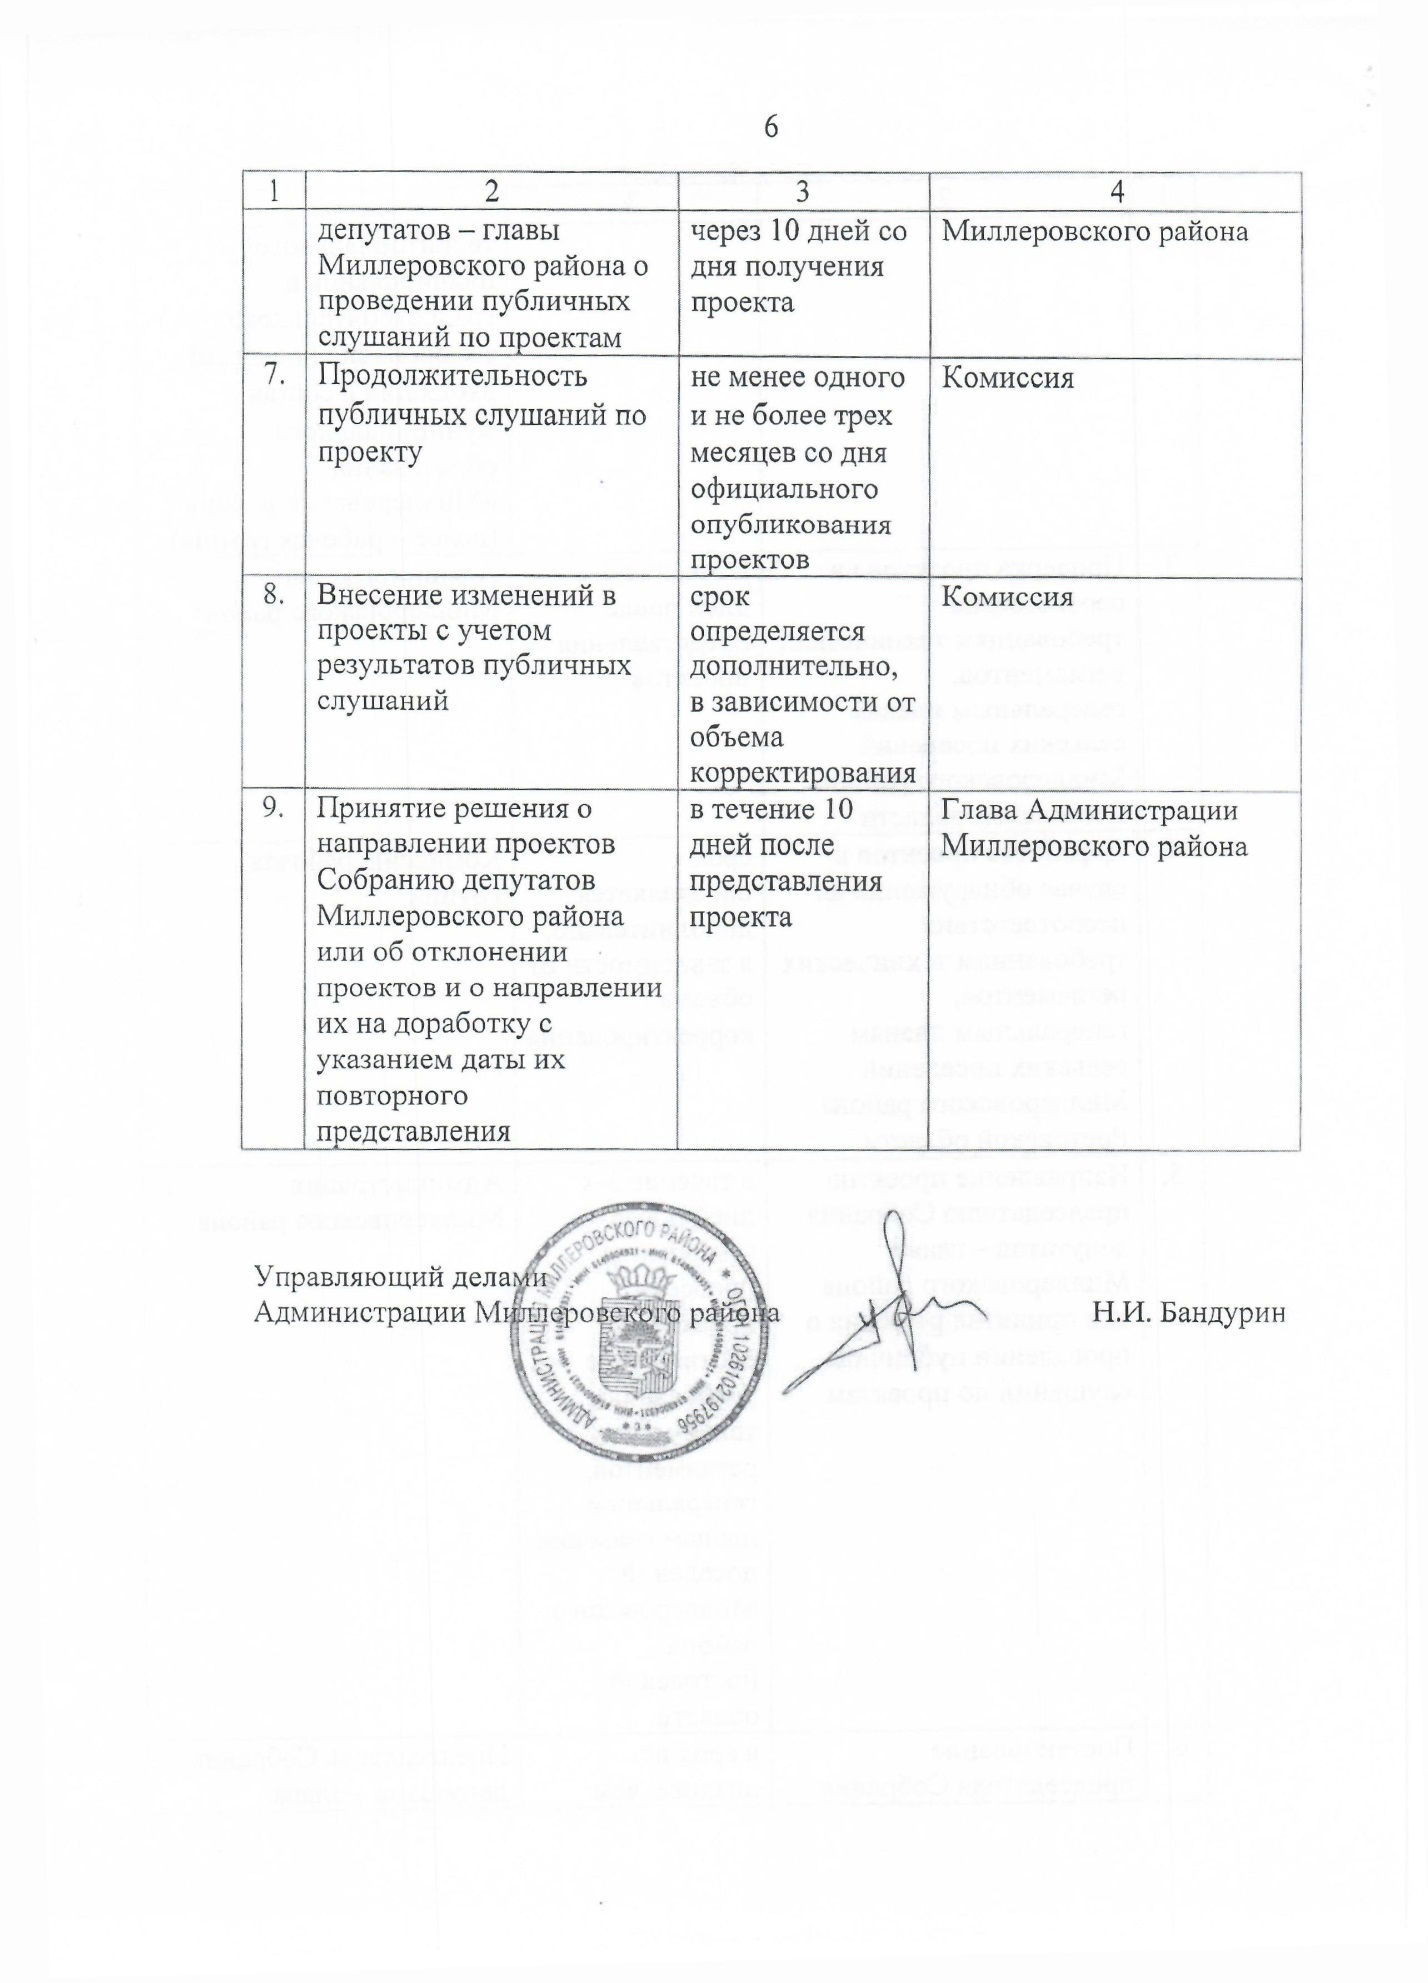 6
1 2 3 4
депутатов – главы
Миллеровского района о
проведении публичных
слушаний по проектам
через 10 дней со
дня получения
проекта
Миллеровского района
7.
Продолжительность
публичных слушаний по
проекту
не менее одного
и не более трех
месяцев со дня
официального
опубликования
проектов
Комиссия
8.
Внесение изменений в
проекты с учетом
результатов публичных
слушаний
срок
определяется
дополнительно,
в зависимости от
объема
корректирования
Комиссия
9.
Принятие решения о
направлении проектов
Собранию депутатов
Миллеровского района
или об отклонении
проектов и о направлении
их на доработку с
указанием даты их
повторного
представления
в течение 10
дней после
представления
проекта
Глава Администрации
Миллеровского района
Управляющий делами
Администрации Миллеровского района
Н.И. Бандурин
АДМИНИСТРАЦИЯ МИЛЛЕРОВСКОГО РАЙОНА * ОГРН 1026102197956